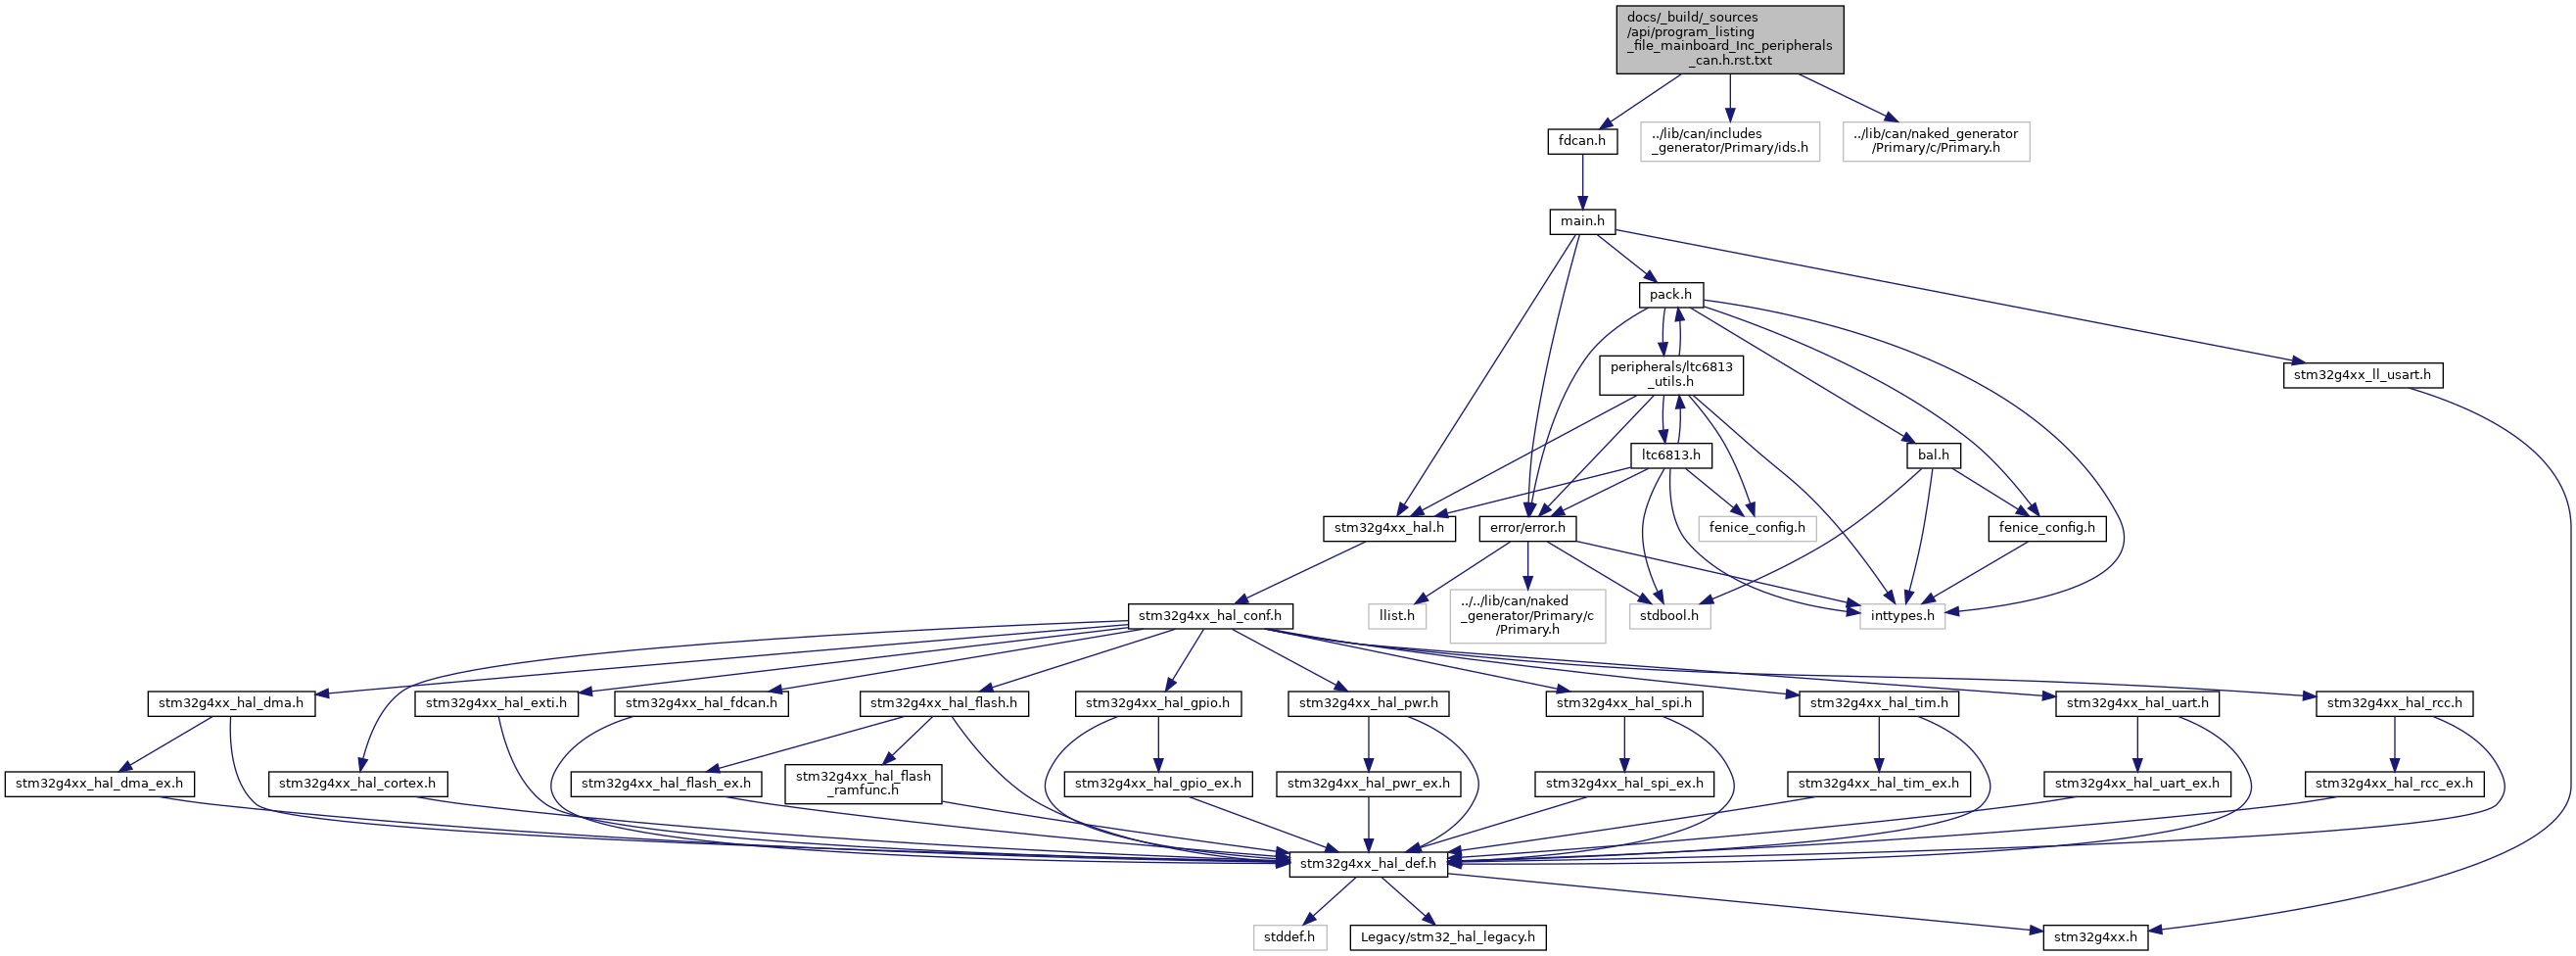 docs/_build/_sources
/api/program_listing
_file_mainboard_Inc_peripherals
_can.h.rst.txt
fdcan.h
../lib/can/includes
_generator/Primary/ids.h
../lib/can/naked_generator
/Primary/c/Primary.h
main.h
pack.h
peripherals/ltc6813
_utils.h
stm32g4xx_ll_usart.h
ltc6813.h
bal.h
stm32g4xx_hal.h
error/error.h
fenice_config.h
fenice_config.h
stm32g4xx_hal_conf.h
llist.h
../../lib/can/naked
_generator/Primary/c
/Primary.h
stdbool.h
inttypes.h
stm32g4xx_hal_dma.h
stm32g4xx_hal_exti.h
stm32g4xx_hal_fdcan.h
stm32g4xx_hal_flash.h
stm32g4xx_hal_gpio.h
stm32g4xx_hal_pwr.h
stm32g4xx_hal_spi.h
stm32g4xx_hal_tim.h
stm32g4xx_hal_uart.h
stm32g4xx_hal_rcc.h
stm32g4xx_hal_dma_ex.h
stm32g4xx_hal_cortex.h
stm32g4xx_hal_flash_ex.h
stm32g4xx_hal_flash
_ramfunc.h
stm32g4xx_hal_gpio_ex.h
stm32g4xx_hal_pwr_ex.h
stm32g4xx_hal_spi_ex.h
stm32g4xx_hal_tim_ex.h
stm32g4xx_hal_uart_ex.h
stm32g4xx_hal_rcc_ex.h
stm32g4xx_hal_def.h
stddef.h
Legacy/stm32_hal_legacy.h
stm32g4xx.h